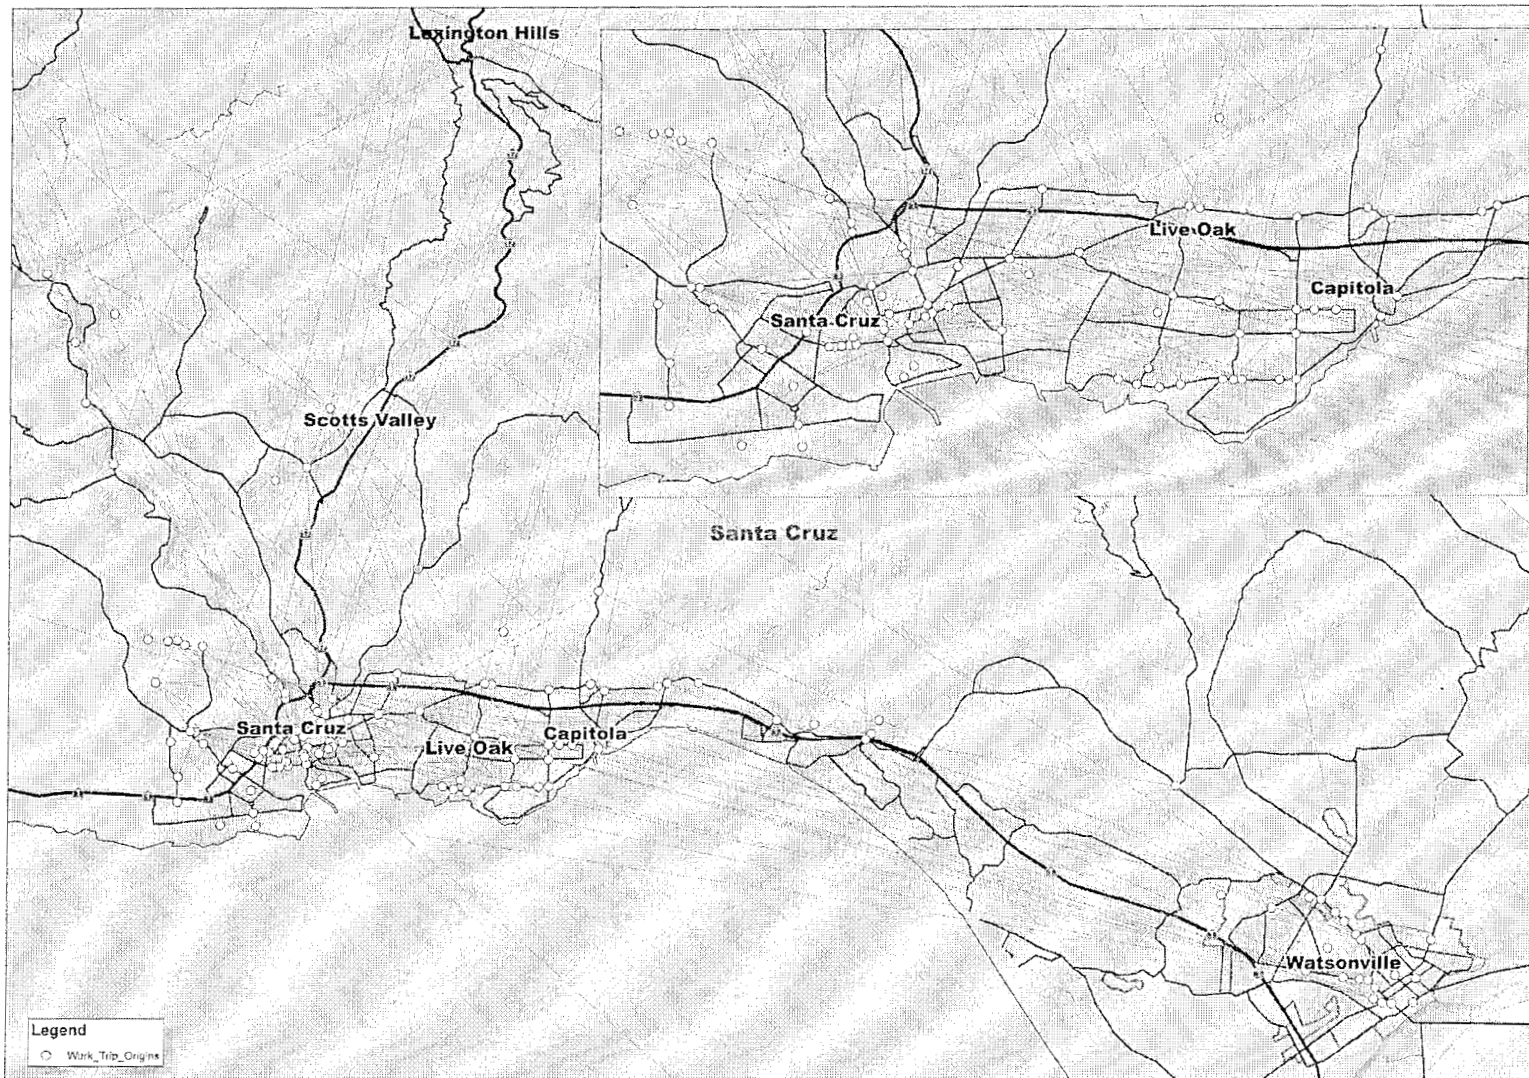 Lexington Hills
Live Oak
Capitola
Santa Cruz
Scotts Valley
Santa Cruz
Santa Cruz
Live Oak
Capitola
Watsonville
Legend
Work_Trip_Origins